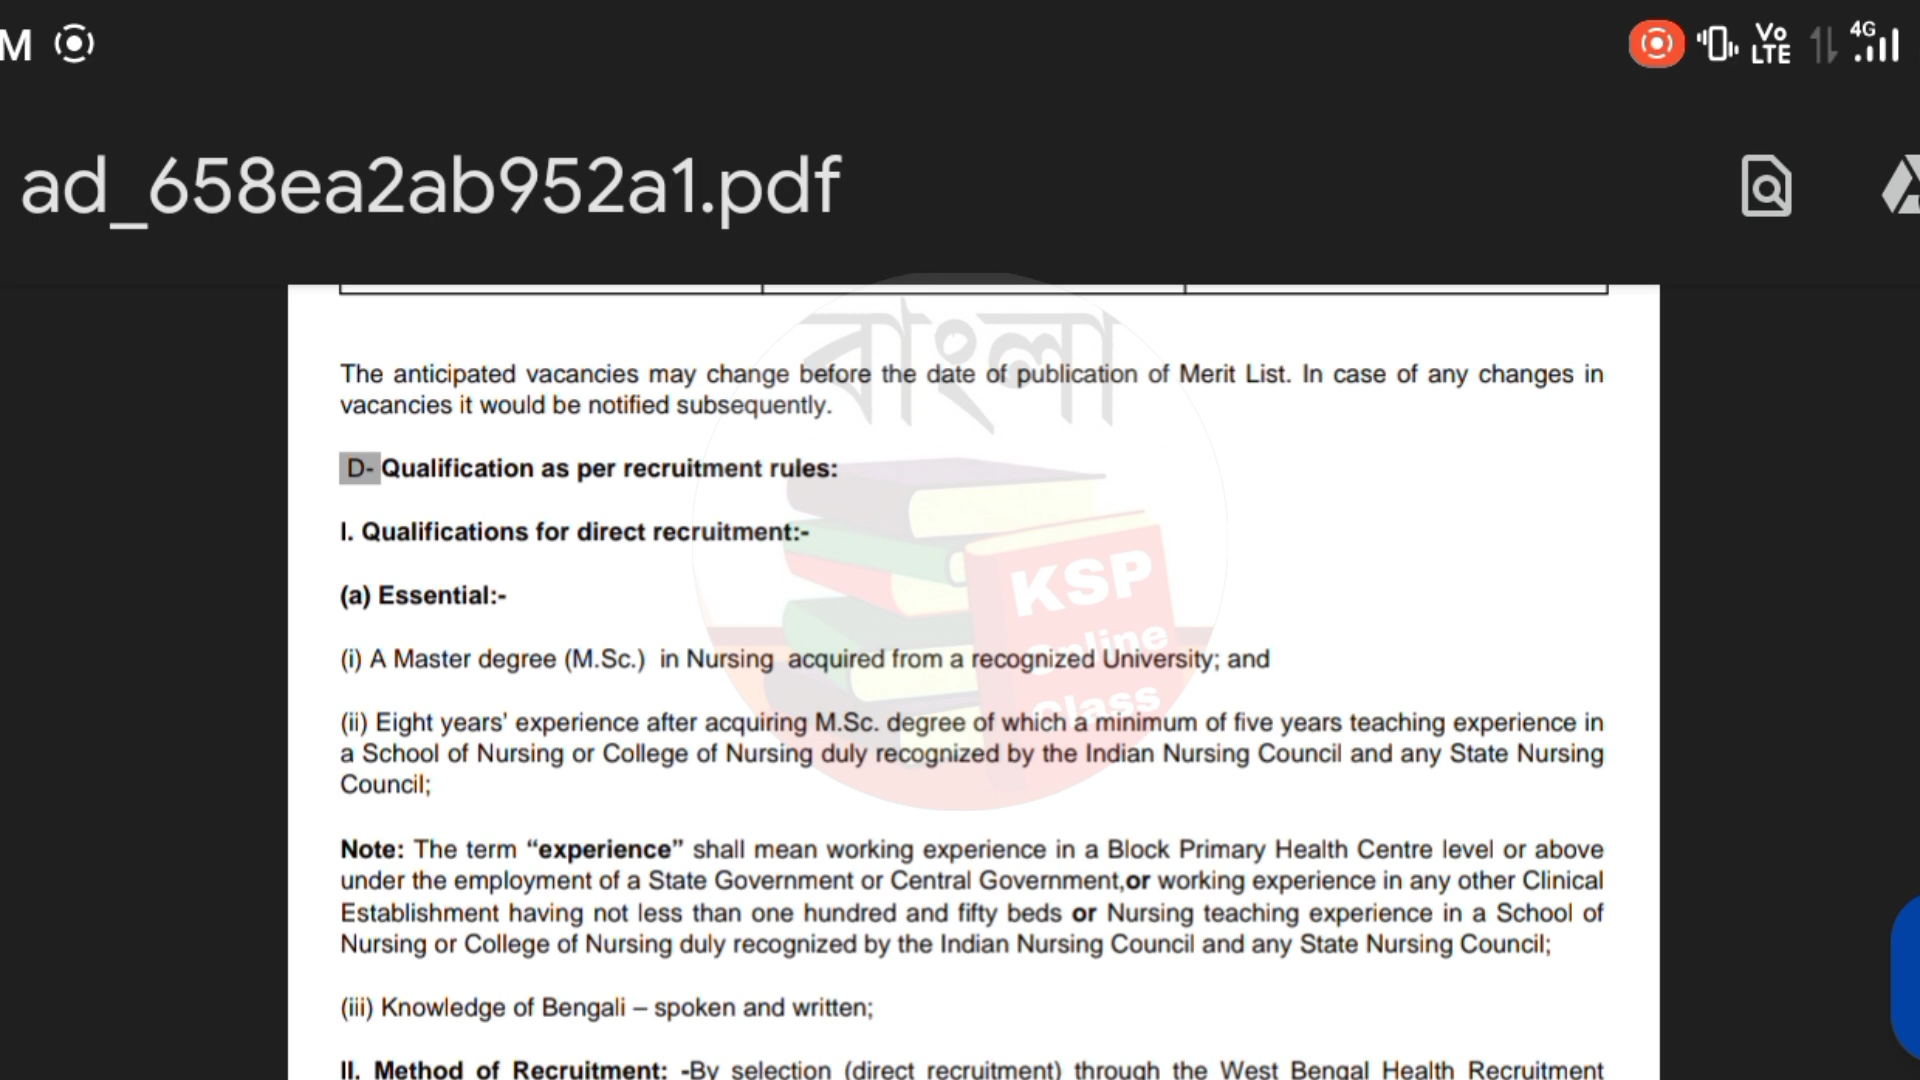 M
Vo
LTE
4G
ad_658ea2ab952a1.pdf
বাংলা
The anticipated vacancies may change before the date of publication of Merit List. In case of any changes in
vacancies it would be notified subsequently.
D- Qualification as per recruitment rules:
I. Qualifications for direct recruitment:-
(a) Essential:-
KSP
Online
Class
(i) A Master degree (M.Sc.) in Nursing acquired from a recognized University; and
(ii) Eight years’ experience after acquiring M.Sc. degree of which a minimum of five years teaching experience in
a School of Nursing or College of Nursing duly recognized by the Indian Nursing Council and any State Nursing
Council;
Note: The term “experience” shall mean working experience in a Block Primary Health Centre level or above
under the employment of a State Government or Central Government,or working experience in any other Clinical
Establishment having not less than one hundred and fifty beds or Nursing teaching experience in a School of
Nursing or College of Nursing duly recognized by the Indian Nursing Council and any State Nursing Council;
(iii) Knowledge of Bengali – spoken and written;
II. Method of Recruitment: -By selection (direct recruitment) through the West Bengal Health Recruitment